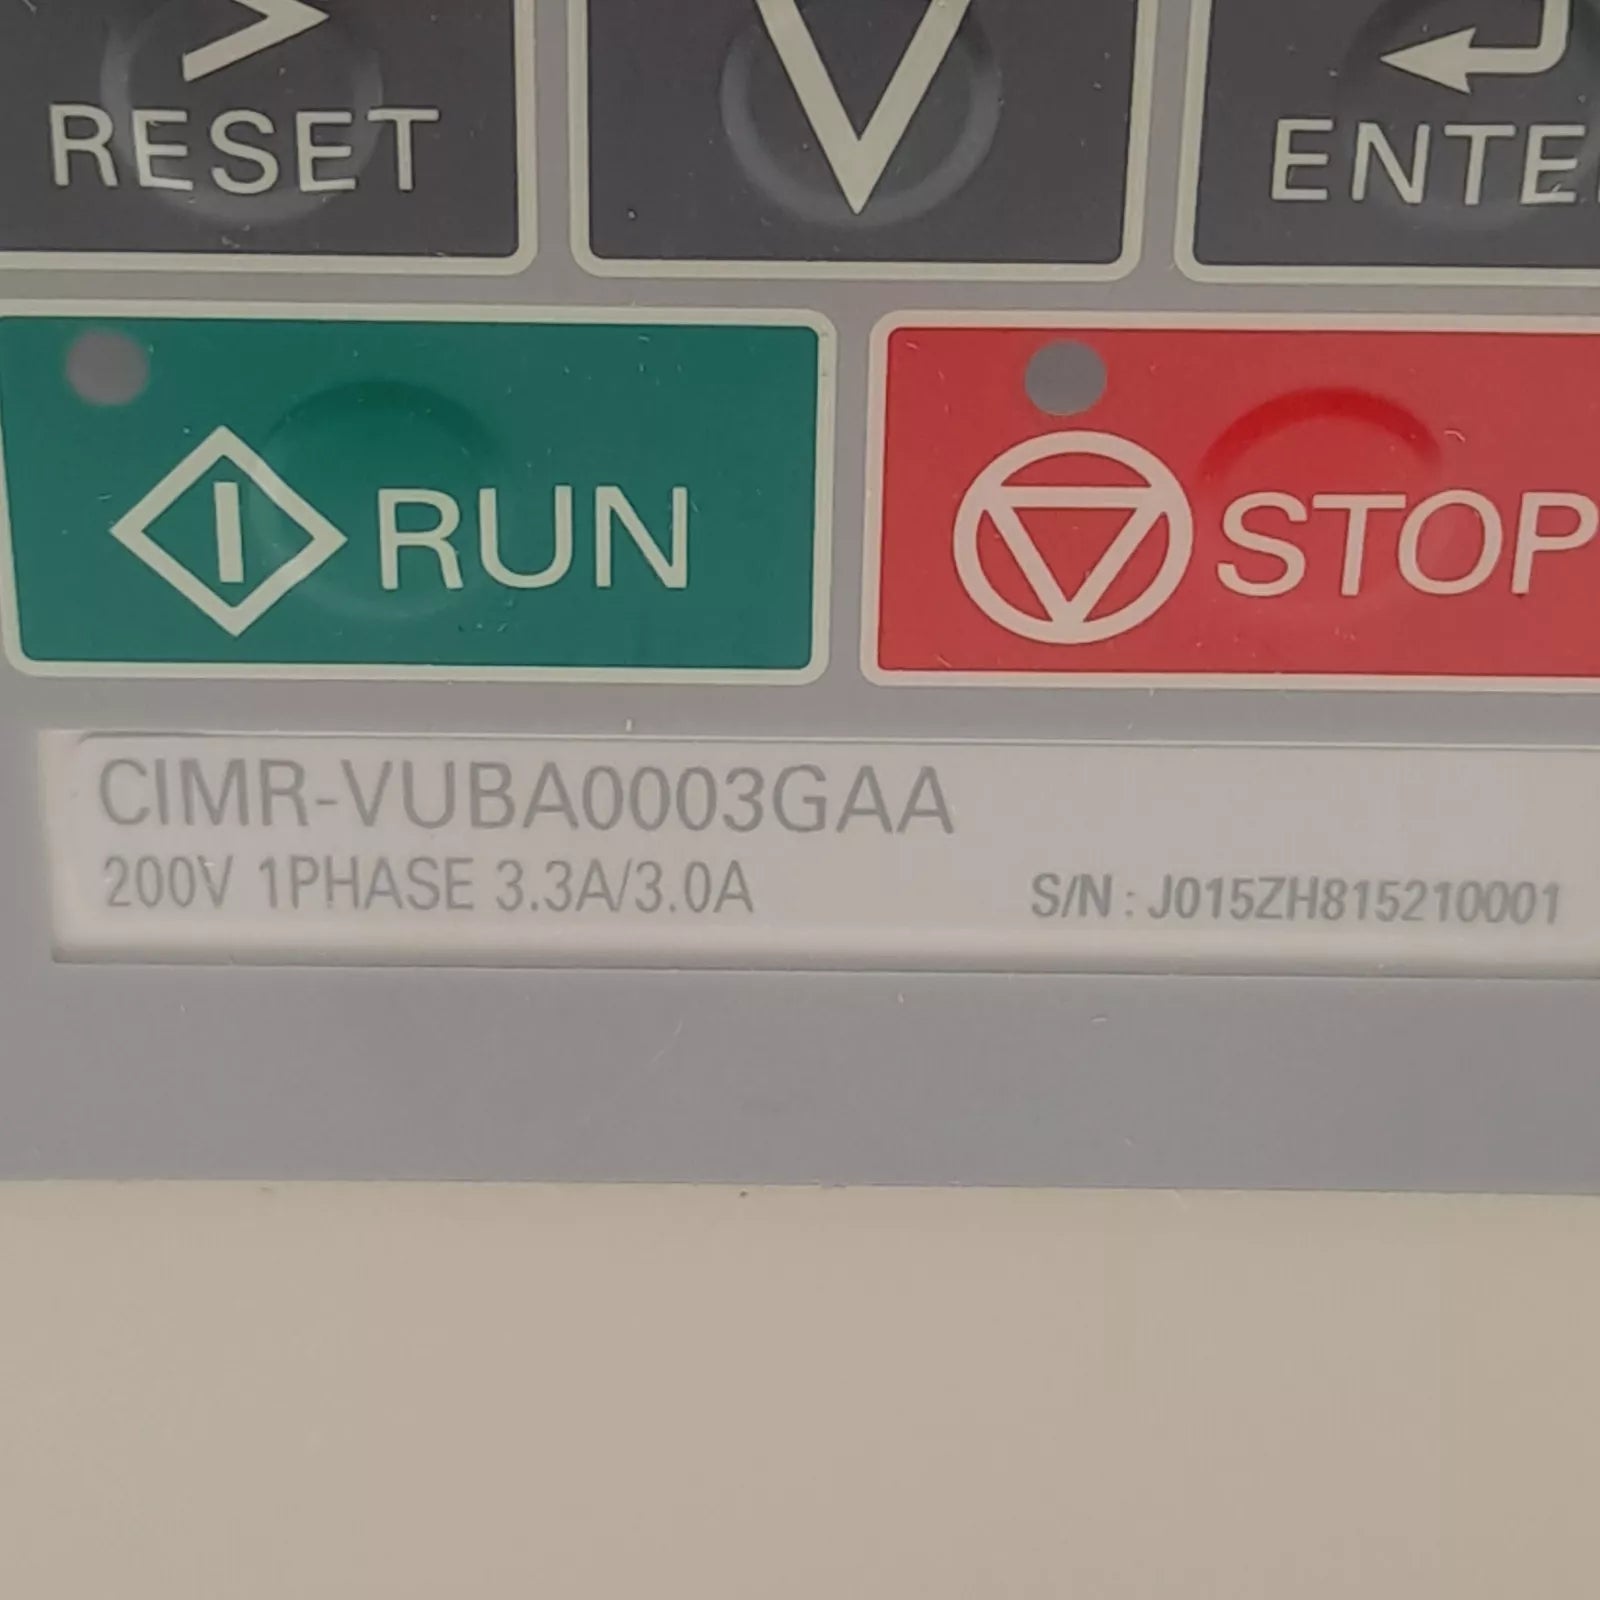 RESET
ENTE
RUN
STOP
CIMR-VUBA0003GAA
200V 1PHASE 3.3A/3.0A
S/N : J015ZH815210001